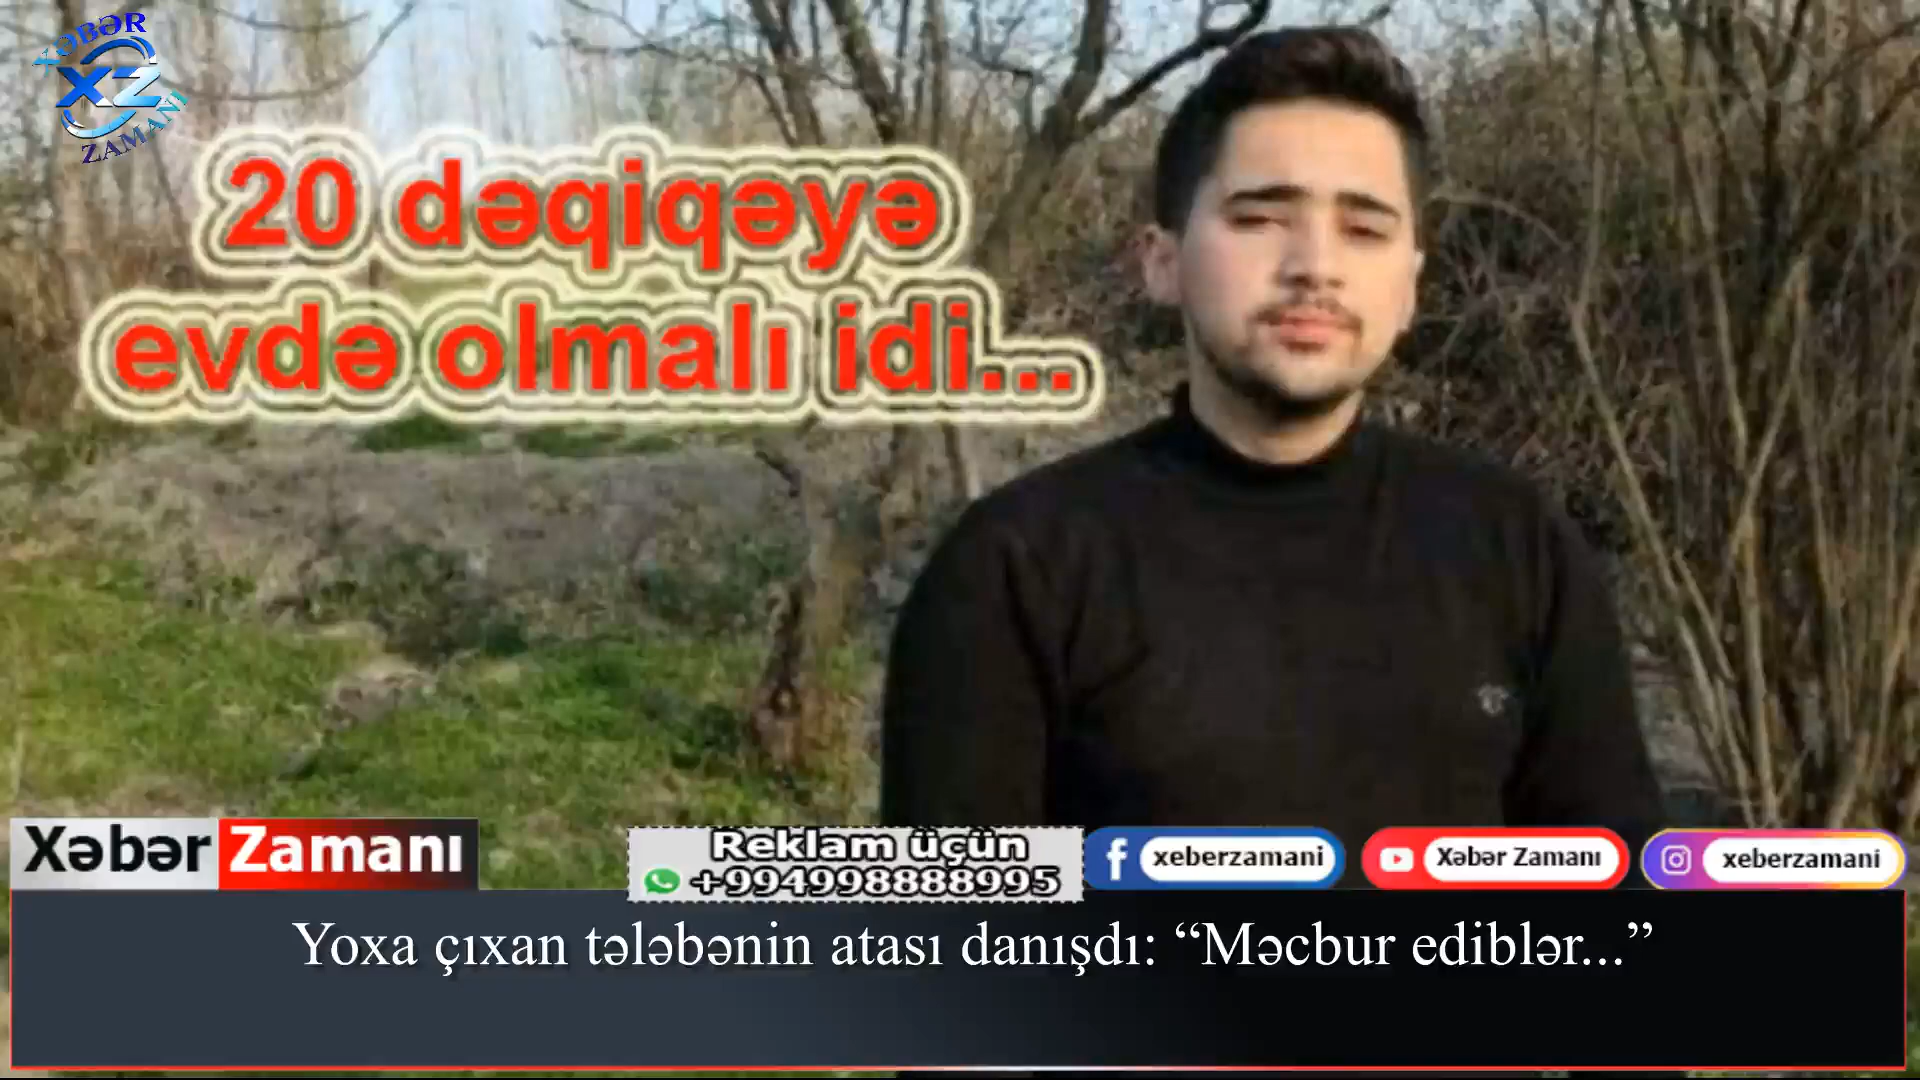 XƏBƏR
XZ
ZAMANI
20 dəqiqəyə
evdə olmalı idi...
Xəbər Zamanı
Reklam üçün
+994998888995
xeberzamani
Xəbər Zamanı
xeberzamani
Yoxa çıxan tələbənin atası danışdı: “Məcbur ediblər...”